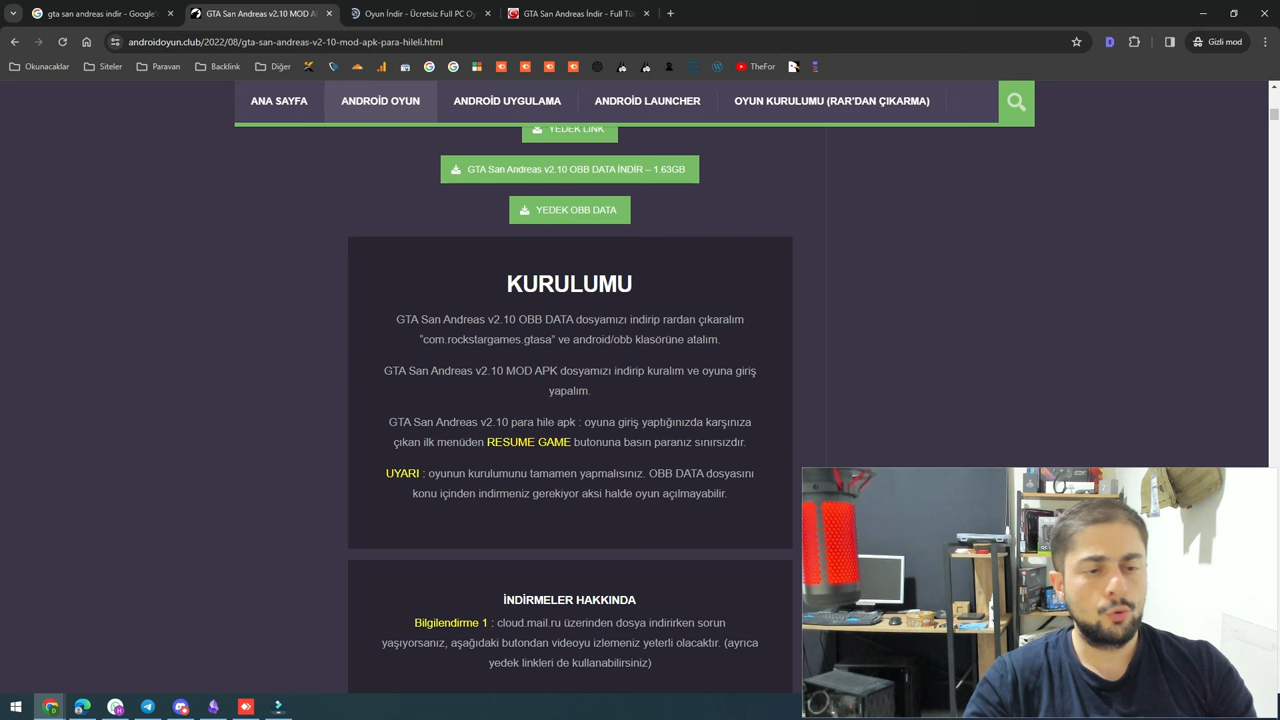 gta san andreas indir - Google'
GTA San Andreas v2.10 MOD A
Oyun İndir - Ücretsiz Full PC O
GTA San Andreas İndir - Full Tü
androidoyun.club/2022/08/gta-san-andreas-v2-10-mod-apk-para-hileli.html
Gizli mod
Okunacaklar
Siteler
Paravan
Backlink
Diğer
TheFor
ANA SAYFA
ANDROİD OYUN
ANDROİD UYGULAMA
ANDROİD LAUNCHER
OYUN KURULUMU (RAR'DAN ÇIKARMA)
YEDEK LİNK
GTA San Andreas v2.10 OBB DATA İNDİR – 1.63GB
YEDEK OBB DATA
KURULUMU
GTA San Andreas v2.10 OBB DATA dosyamızı indirip rardan çıkaralım
“com.rockstargames.gtasa” ve android/obb klasörüne atalım.
GTA San Andreas v2.10 MOD APK dosyamızı indirip kuralım ve oyuna giriş
yapalım.
GTA San Andreas v2.10 para hile apk : oyuna giriş yaptığınızda karşınıza
çıkan ilk menüden RESUME GAME butonuna basın paranız sınırsızdır.
UYARI : oyunun kurulumunu tamamen yapmalısınız. OBB DATA dosyasını
konu içinden indirmeniz gerekiyor aksi halde oyun açılmayabilir.
İNDİRMELER HAKKINDA
Bilgilendirme 1 : cloud.mail.ru üzerinden dosya indirirken sorun
yaşıyorsanız, aşağıdaki butondan videoyu izlemeniz yeterli olacaktır. (ayrıca
yedek linkleri de kullanabilirsiniz)